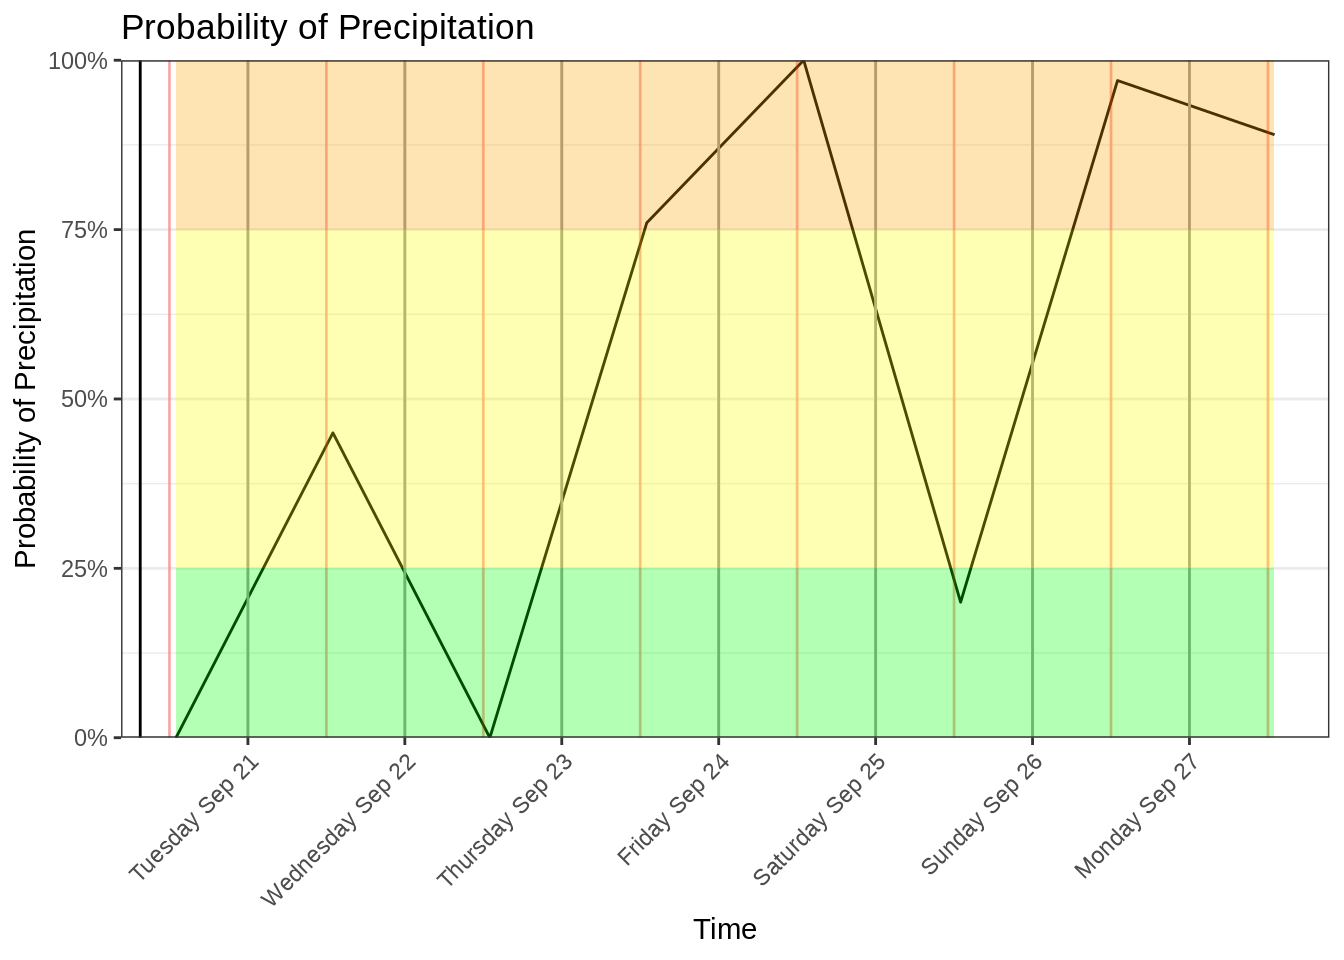 Probability of Precipitation
Probability of Precipitation
100%
75%
50%
25%
0%
Tuesday Sep 21
Wednesday Sep 22
Thursday Sep 23
Friday Sep 24
Saturday Sep 25
Sunday Sep 26
Monday Sep 27
Time